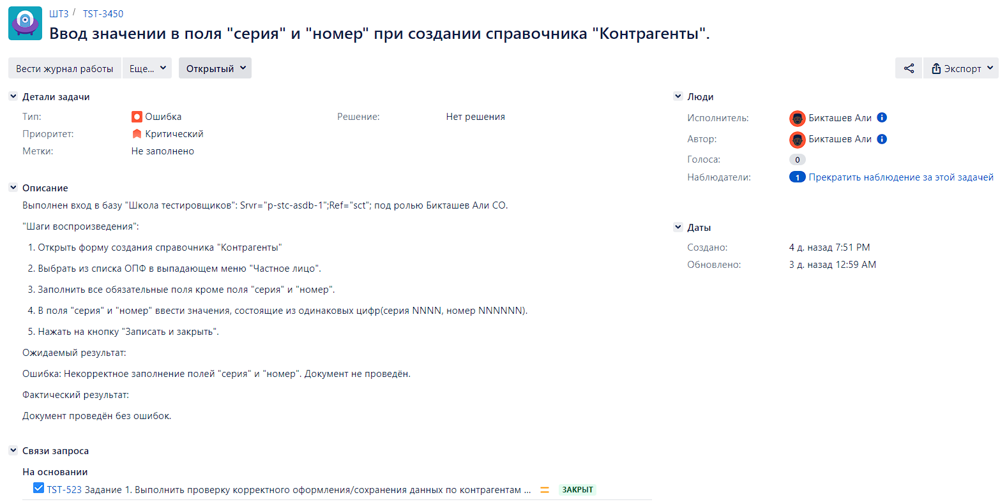 ШТ3 / TST-3450
Ввод значении в поля "серия" и "номер" при создании справочника "Контрагенты".
Вести журнал работы Еще... Открытый Экспорт
Детали задачи
Тип: Ошибка Решение: Нет решения
Приоритет: Критический
Метки: Не заполнено
Описание
Выполнен вход в базу "Школа тестировщиков": Srvr="p-stc-asdb-1";Ref="sct"; под ролью Бикташев Али СО.
"Шаги воспроизведения":
1. Открыть форму создания справочника "Контрагенты"
2. Выбрать из списка ОПФ в выпадающем меню "Частное лицо".
3. Заполнить все обязательные поля кроме поля "серия" и "номер".
4. В поля "серия" и "номер" ввести значения, состоящие из одинаковых цифр(серия NNNN, номер NNNNNN).
5. Нажать на кнопку "Записать и закрыть".
Ожидаемый результат:
Ошибка: Некорректное заполнение полей "серия" и "номер". Документ не проведён.
Фактический результат:
Документ проведён без ошибок.
Связи запроса
На основании
TST-523 Задание 1. Выполнить проверку корректного оформления/сохранения данных по контрагентам ... ЗАКРЫТ
Люди
Исполнитель: Бикташев Али
Автор: Бикташев Али
Голоса: 0
Наблюдатели: 1 Прекратить наблюдение за этой задачей
Даты
Создано: 4 д. назад 7:51 PM
Обновлено: 3 д. назад 12:59 AM